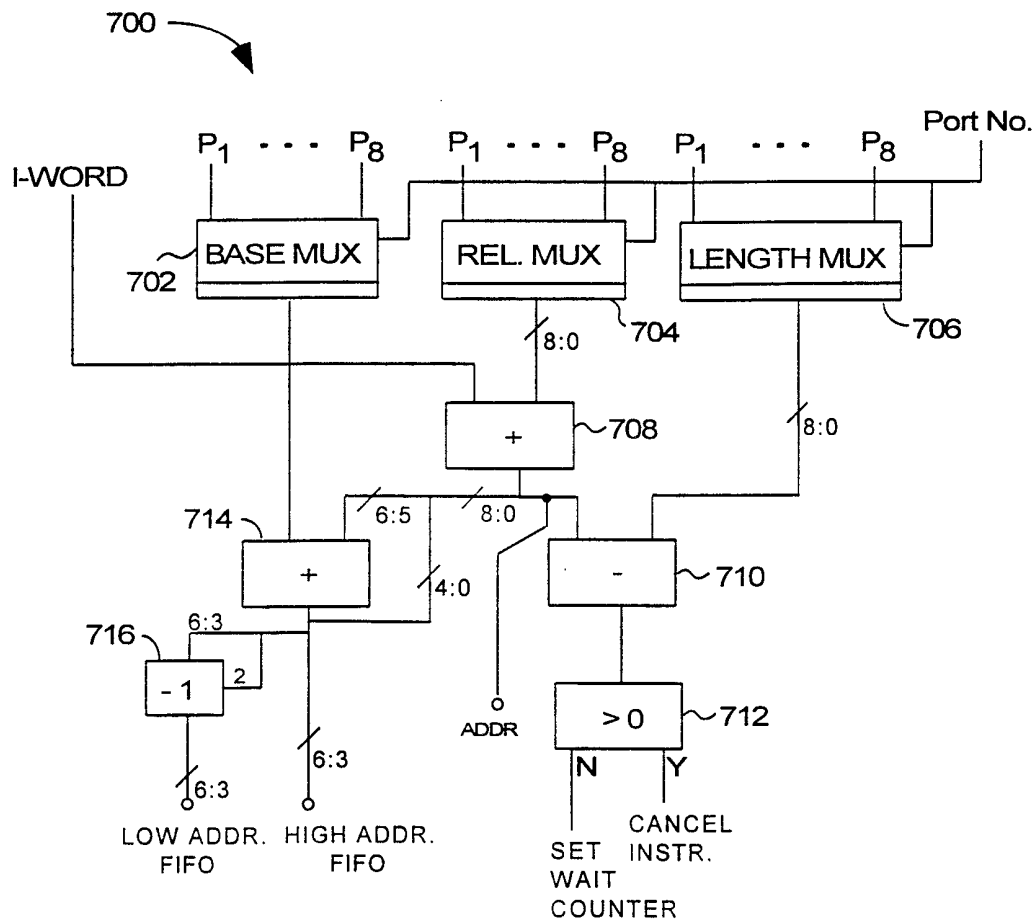 700
Port No.
P1 . . . . P8
P1 . . . . P8
P1 . . . . P8
I-WORD
BASE MUX
REL. MUX
LENGTH MUX
702
704
706
8:0
8:0
+
708
6:5
8:0
714
+
4:0
-
710
6:3
716
- 1
2
ADDR
> 0
712
6:3
6:3
N
Y
LOW ADDR.
FIFO
HIGH ADDR.
FIFO
SET
WAIT
COUNTER
CANCEL
INSTR.